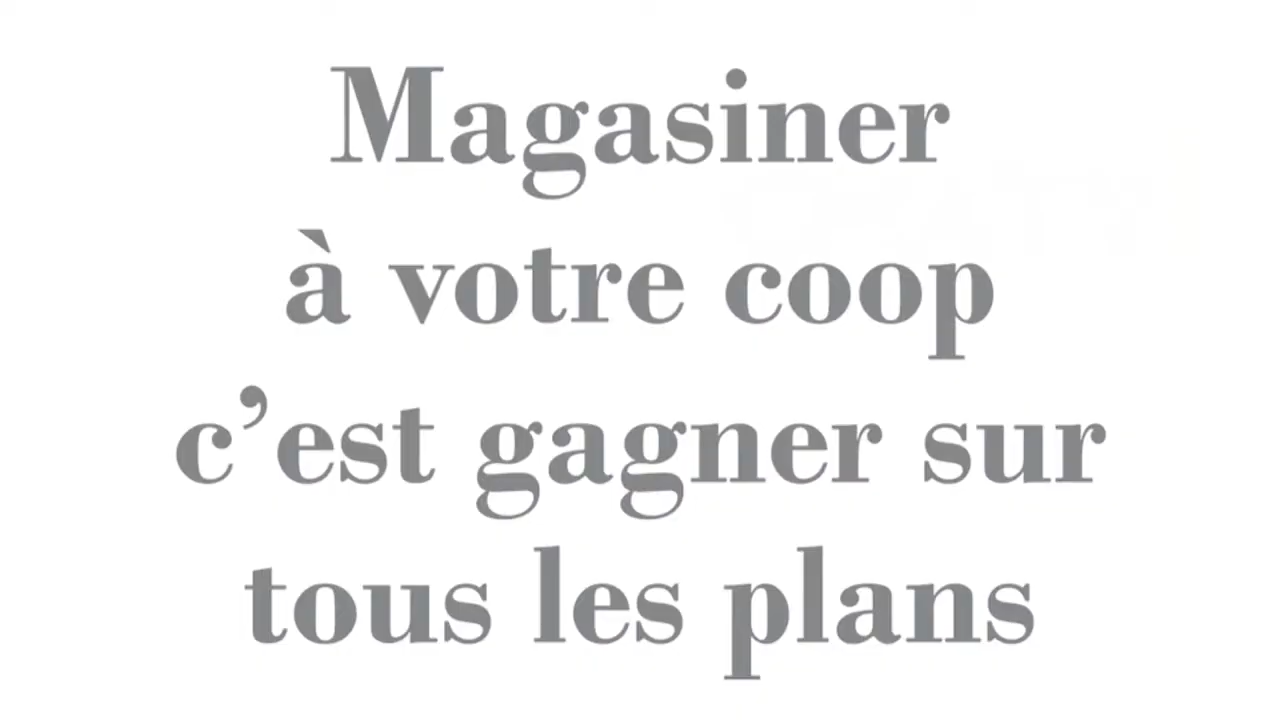 Magasiner
à votre coop
c’est gagner sur
tous les plans